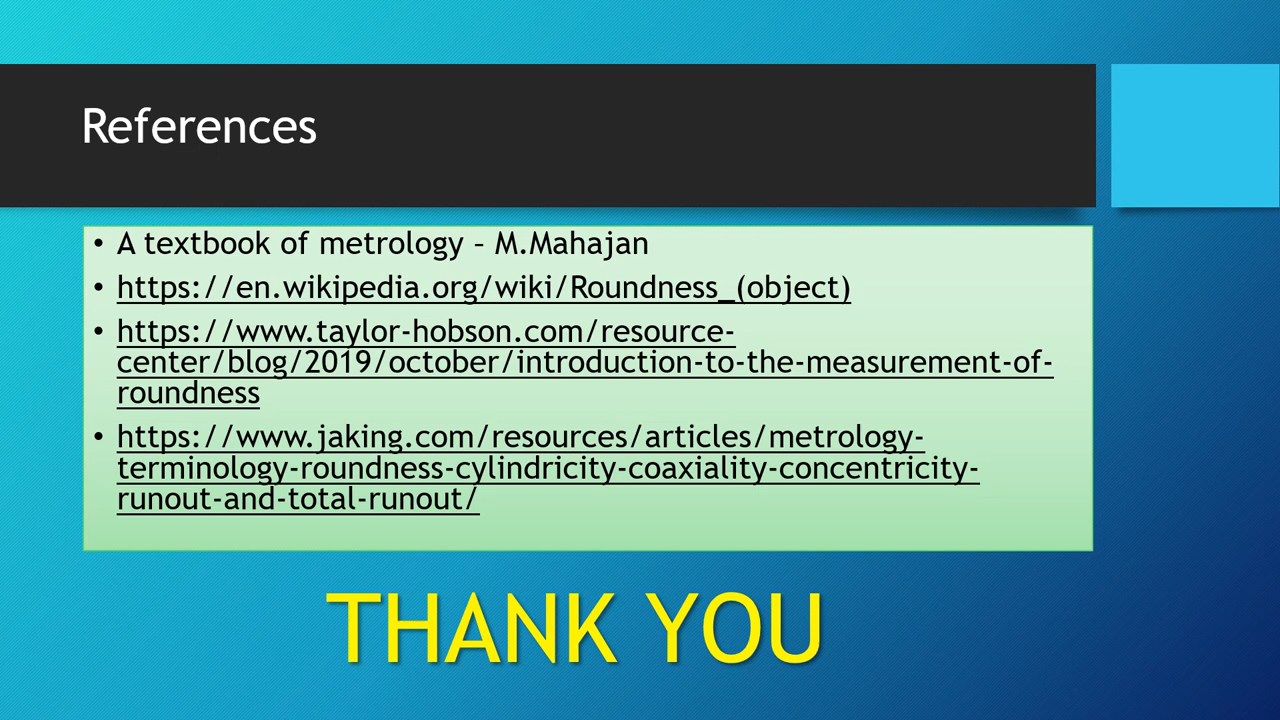 References
• A textbook of metrology – M.Mahajan
• https://en.wikipedia.org/wiki/Roundness_(object)
• https://www.taylor-hobson.com/resource-
center/blog/2019/october/introduction-to-the-measurement-of-
roundness
• https://www.jaking.com/resources/articles/metrology-
terminology-roundness-cylindricity-coaxiality-concentricity-
runout-and-total-runout/
THANK YOU